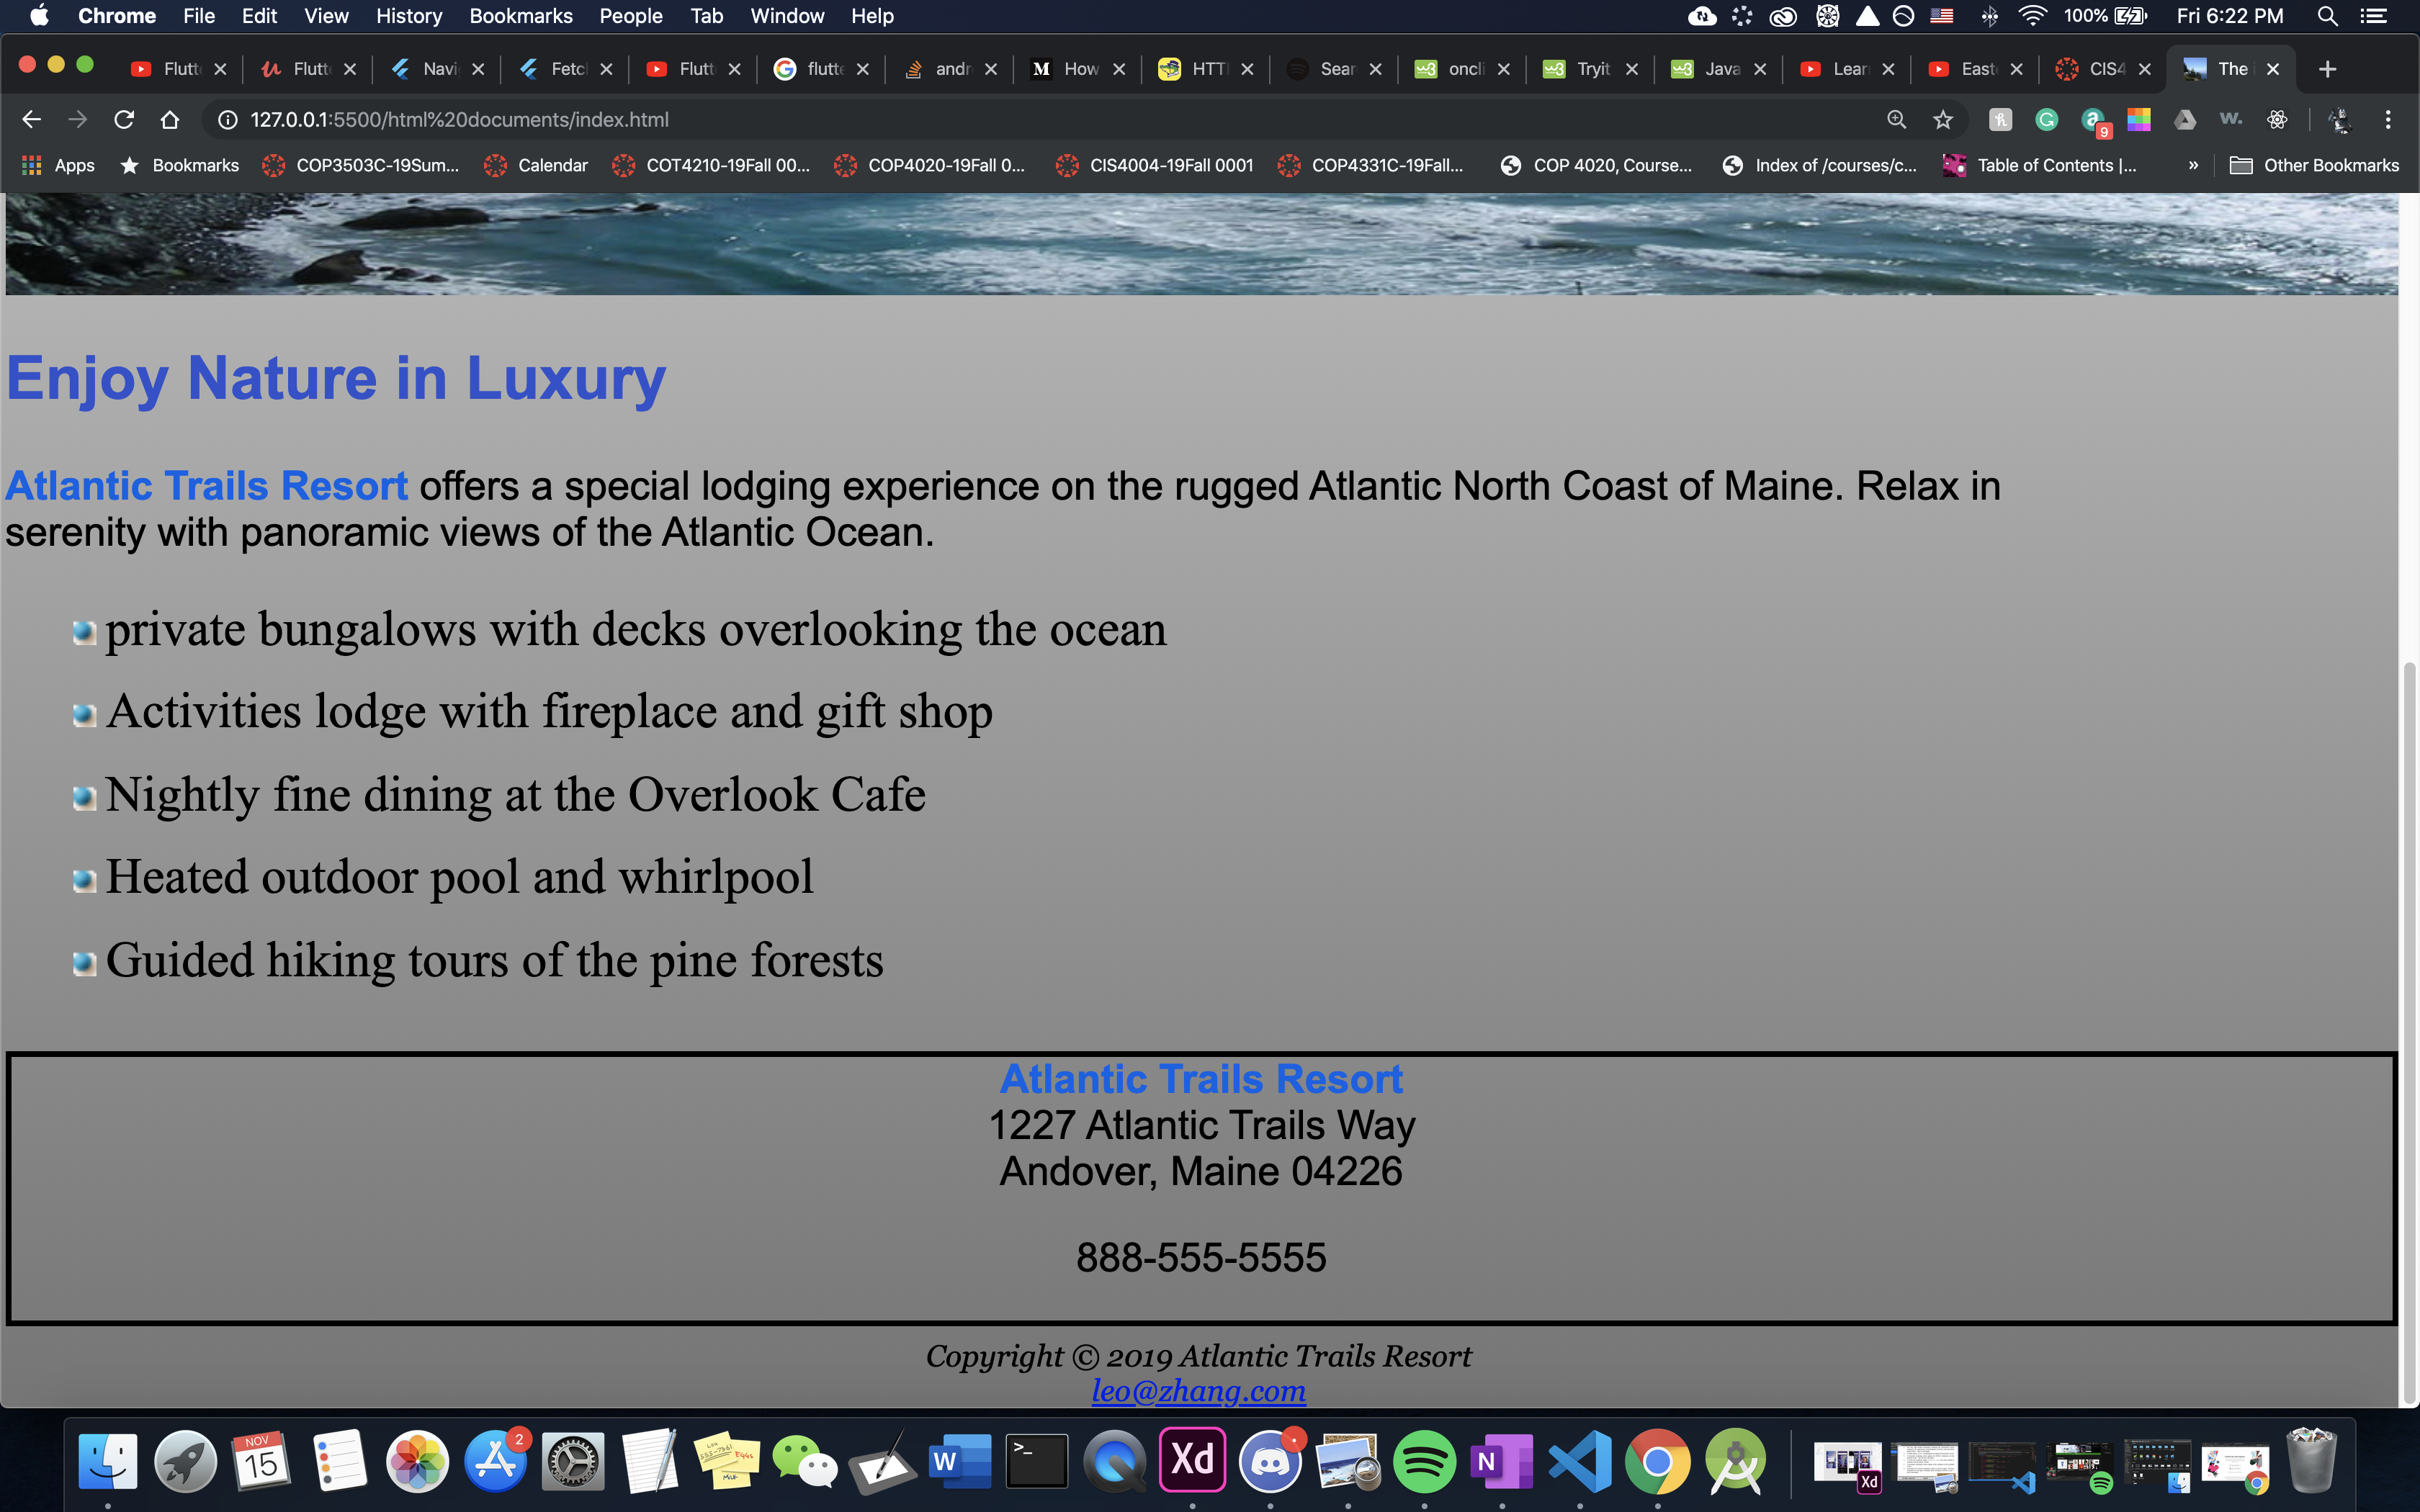 Chrome File Edit View History Bookmarks People Tab Window Help 100% Fri 6:22 PM
Flutt Flutt Navi Fetcl Flutt flutte andr How HTTI Sear oncli Tryit Java Lear East CIS4 The
127.0.0.1:5500/html%20documents/index.html 9
Apps Bookmarks COP3503C-19Sum... Calendar COT4210-19Fall 00... COP4020-19Fall 0... CIS4004-19Fall 0001 COP4331C-19Fall... COP 4020, Course... Index of /courses/c... Table of Contents |... » Other Bookmarks
Enjoy Nature in Luxury
Atlantic Trails Resort offers a special lodging experience on the rugged Atlantic North Coast of Maine. Relax in
serenity with panoramic views of the Atlantic Ocean.
private bungalows with decks overlooking the ocean
Activities lodge with fireplace and gift shop
Nightly fine dining at the Overlook Cafe
Heated outdoor pool and whirlpool
Guided hiking tours of the pine forests
Atlantic Trails Resort
1227 Atlantic Trails Way
Andover, Maine 04226
888-555-5555
Copyright © 2019 Atlantic Trails Resort
leo@zhang.com
NOV 15 2 W Xd N Xd